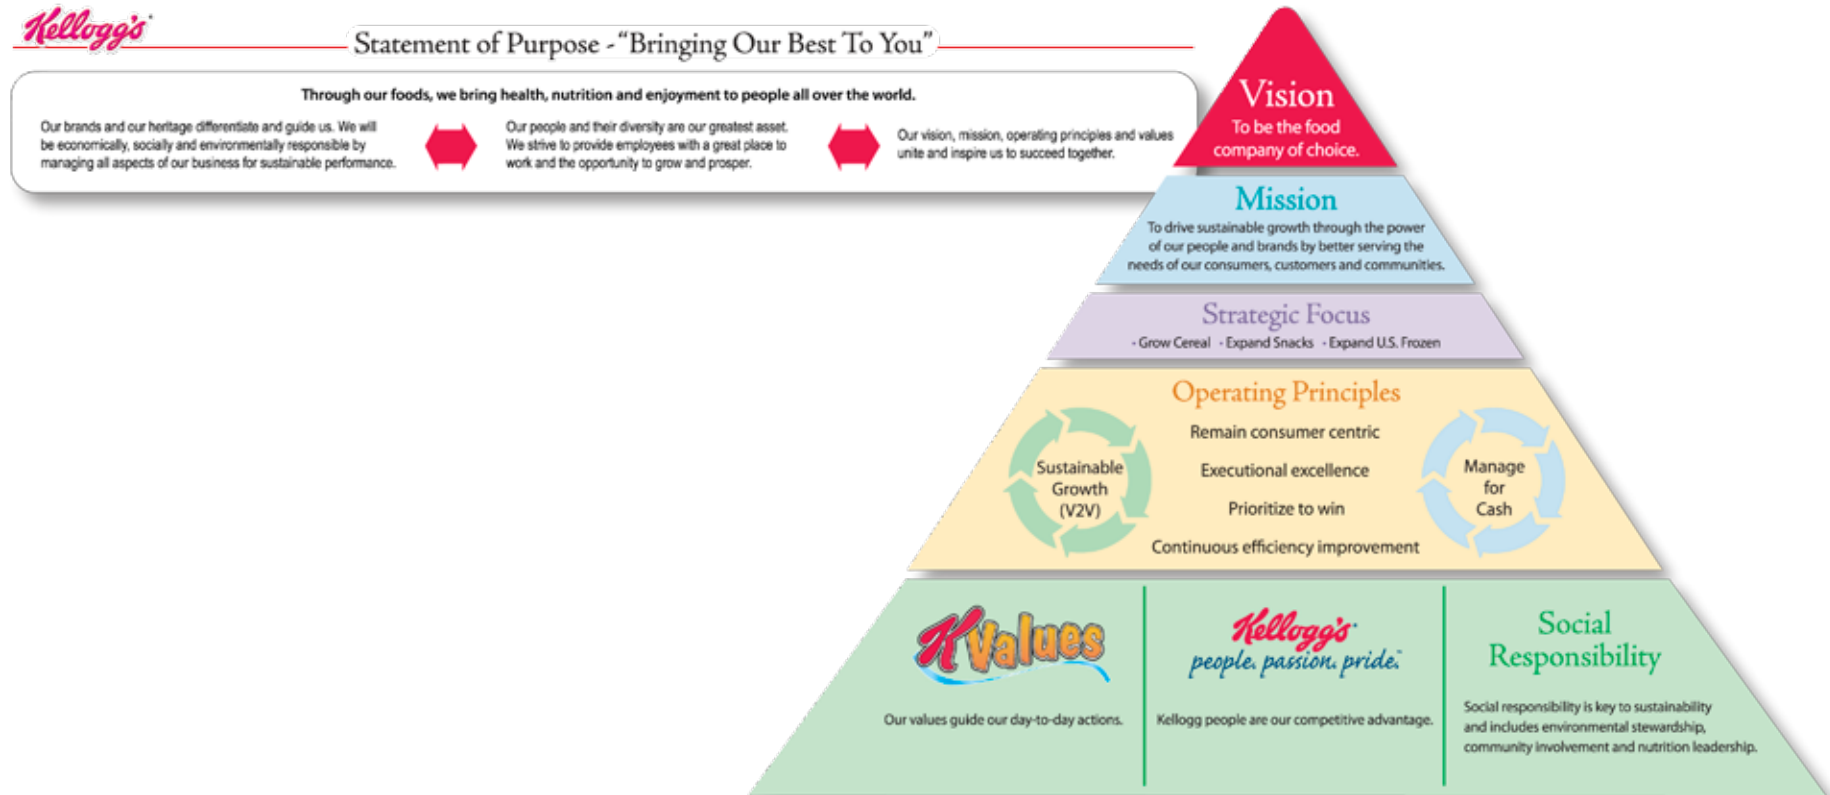 Kellogg's
Statement of Purpose - “Bringing Our Best To You”
Through our foods, we bring health, nutrition and enjoyment to people all over the world.
Our brands and our heritage differentiate and guide us. We will
be economically, socially and environmentally responsible by
managing all aspects of our business for sustainable performance.
Our people and their diversity are our greatest asset.
We strive to provide employees with a great place to
work and the opportunity to grow and prosper.
Our vision, mission, operating principles and values
unite and inspire us to succeed together.
Vision
To be the food
company of choice.
Mission
To drive sustainable growth through the power
of our people and brands by better serving the
needs of our consumers, customers and communities.
Strategic Focus
• Grow Cereal • Expand Snacks • Expand U.S. Frozen
Operating Principles
Sustainable
Growth
(V2V)
Remain consumer centric
Executional excellence
Prioritize to win
Continuous efficiency improvement
Manage
for
Cash
K Values
Our values guide our day-to-day actions.
Kellogg's
people. passion. pride.™
Kellogg people are our competitive advantage.
Social
Responsibility
Social responsibility is key to sustainability
and includes environmental stewardship,
community involvement and nutrition leadership.